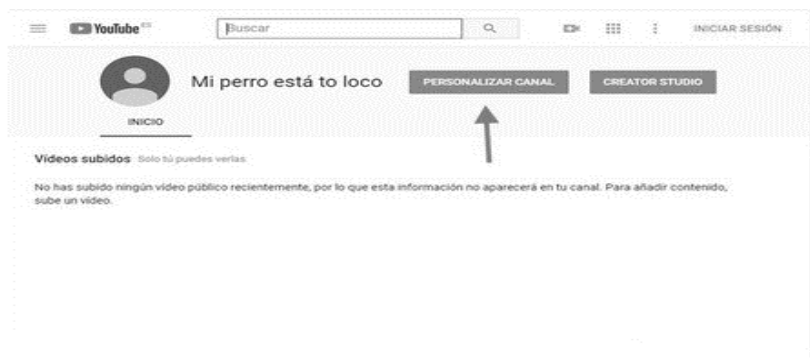 YouTube ES
Buscar
INICIAR SESIÓN
Mi perro está to loco
PERSONALIZAR CANAL
CREATOR STUDIO
INICIO
Vídeos subidos Solo tú puedes verlas
No has subido ningún vídeo público recientemente, por lo que esta información no aparecerá en tu canal. Para añadir contenido,
sube un vídeo.